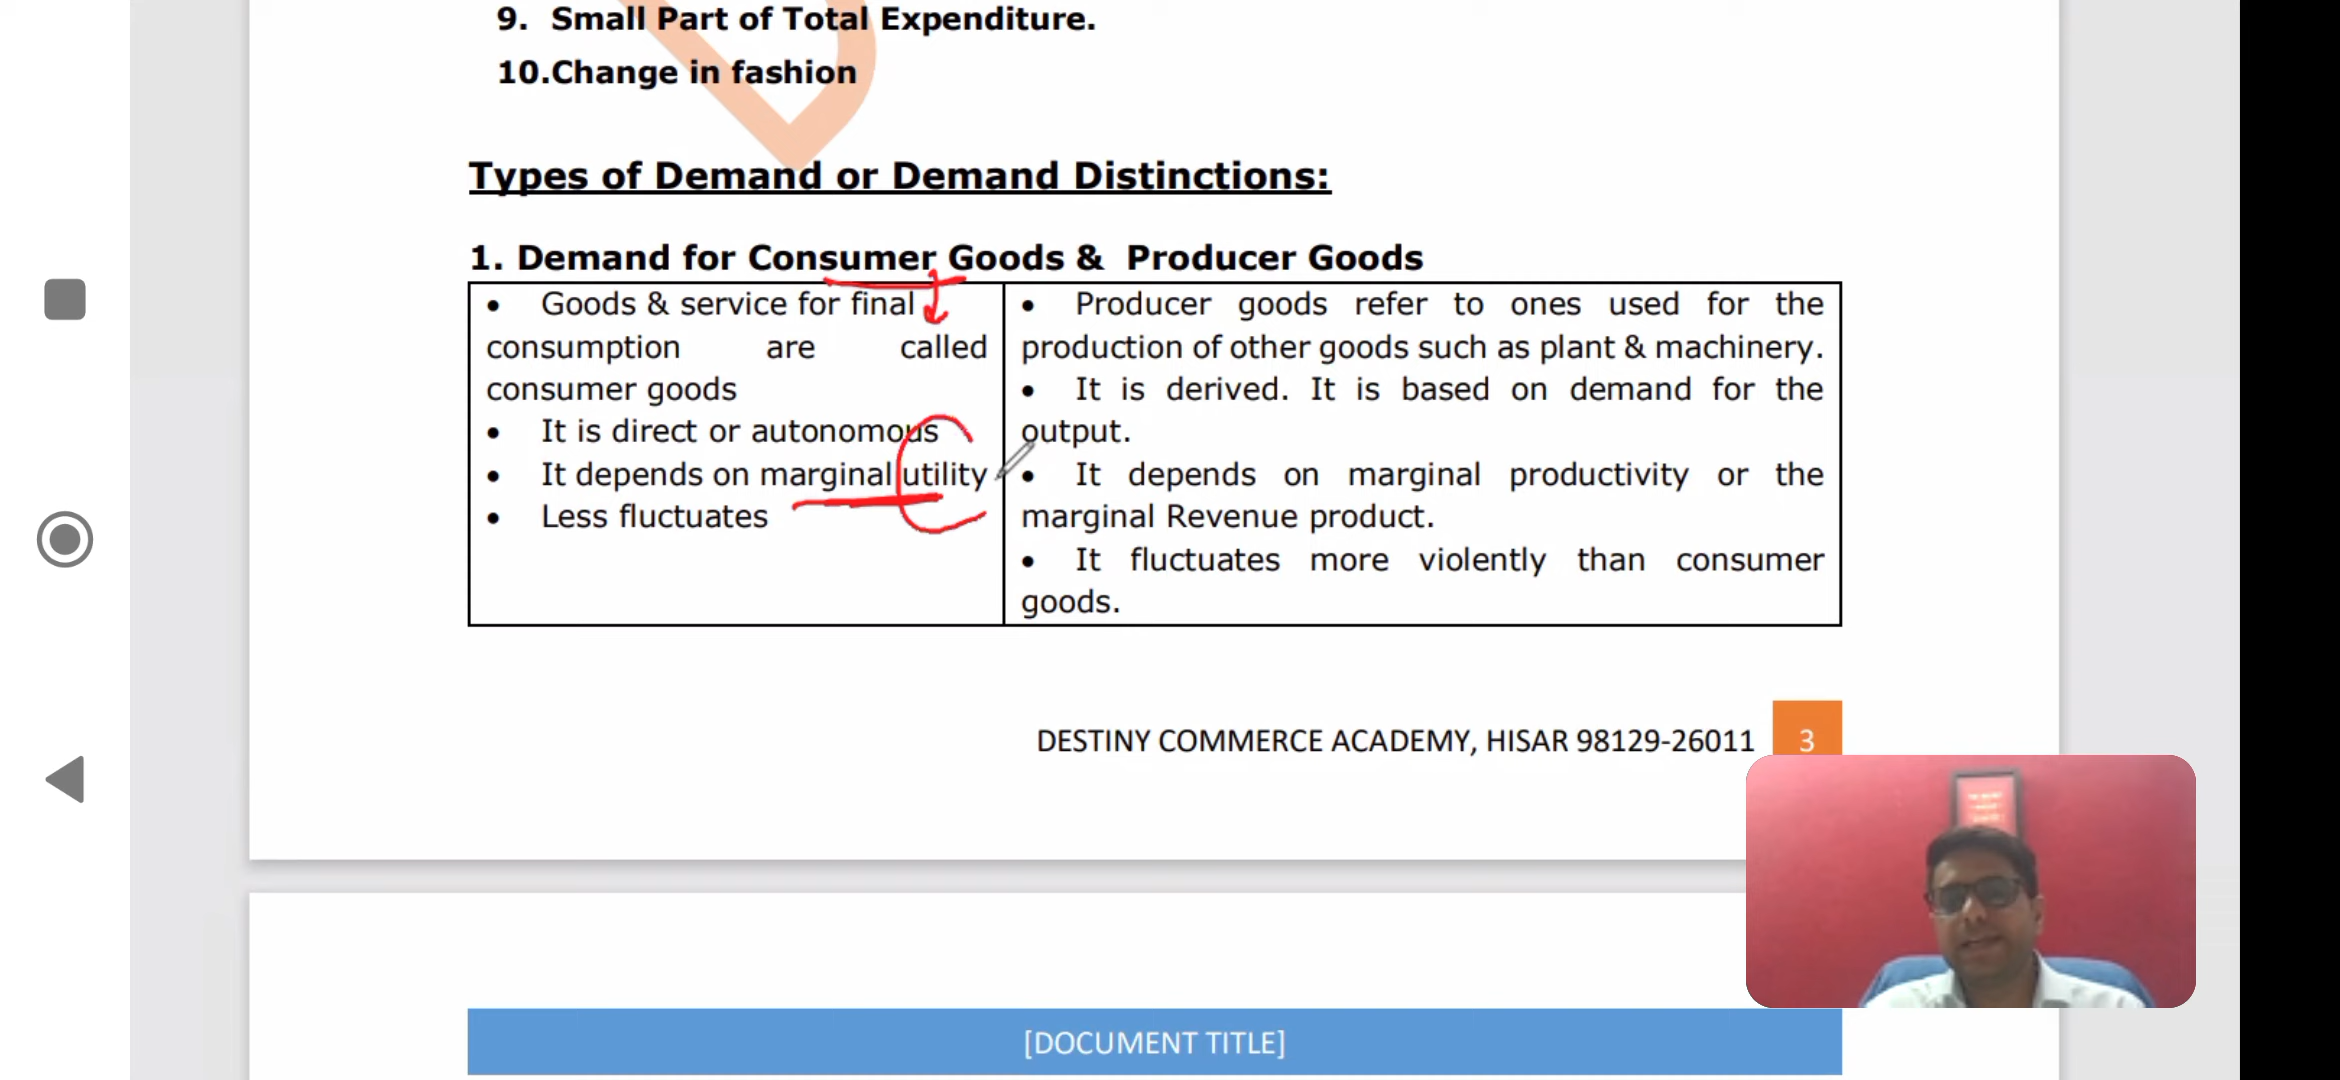 9. Small Part of Total Expenditure.
10.Change in fashion
Types of Demand or Demand Distinctions:
1. Demand for Consumer Goods & Producer Goods
• Goods & service for final
consumption are called
consumer goods
• It is direct or autonomous
• It depends on marginal utility
• Less fluctuates
• Producer goods refer to ones used for the
production of other goods such as plant & machinery.
• It is derived. It is based on demand for the
output.
• It depends on marginal productivity or the
marginal Revenue product.
• It fluctuates more violently than consumer
goods.
DESTINY COMMERCE ACADEMY, HISAR 98129-26011 3
[DOCUMENT TITLE]